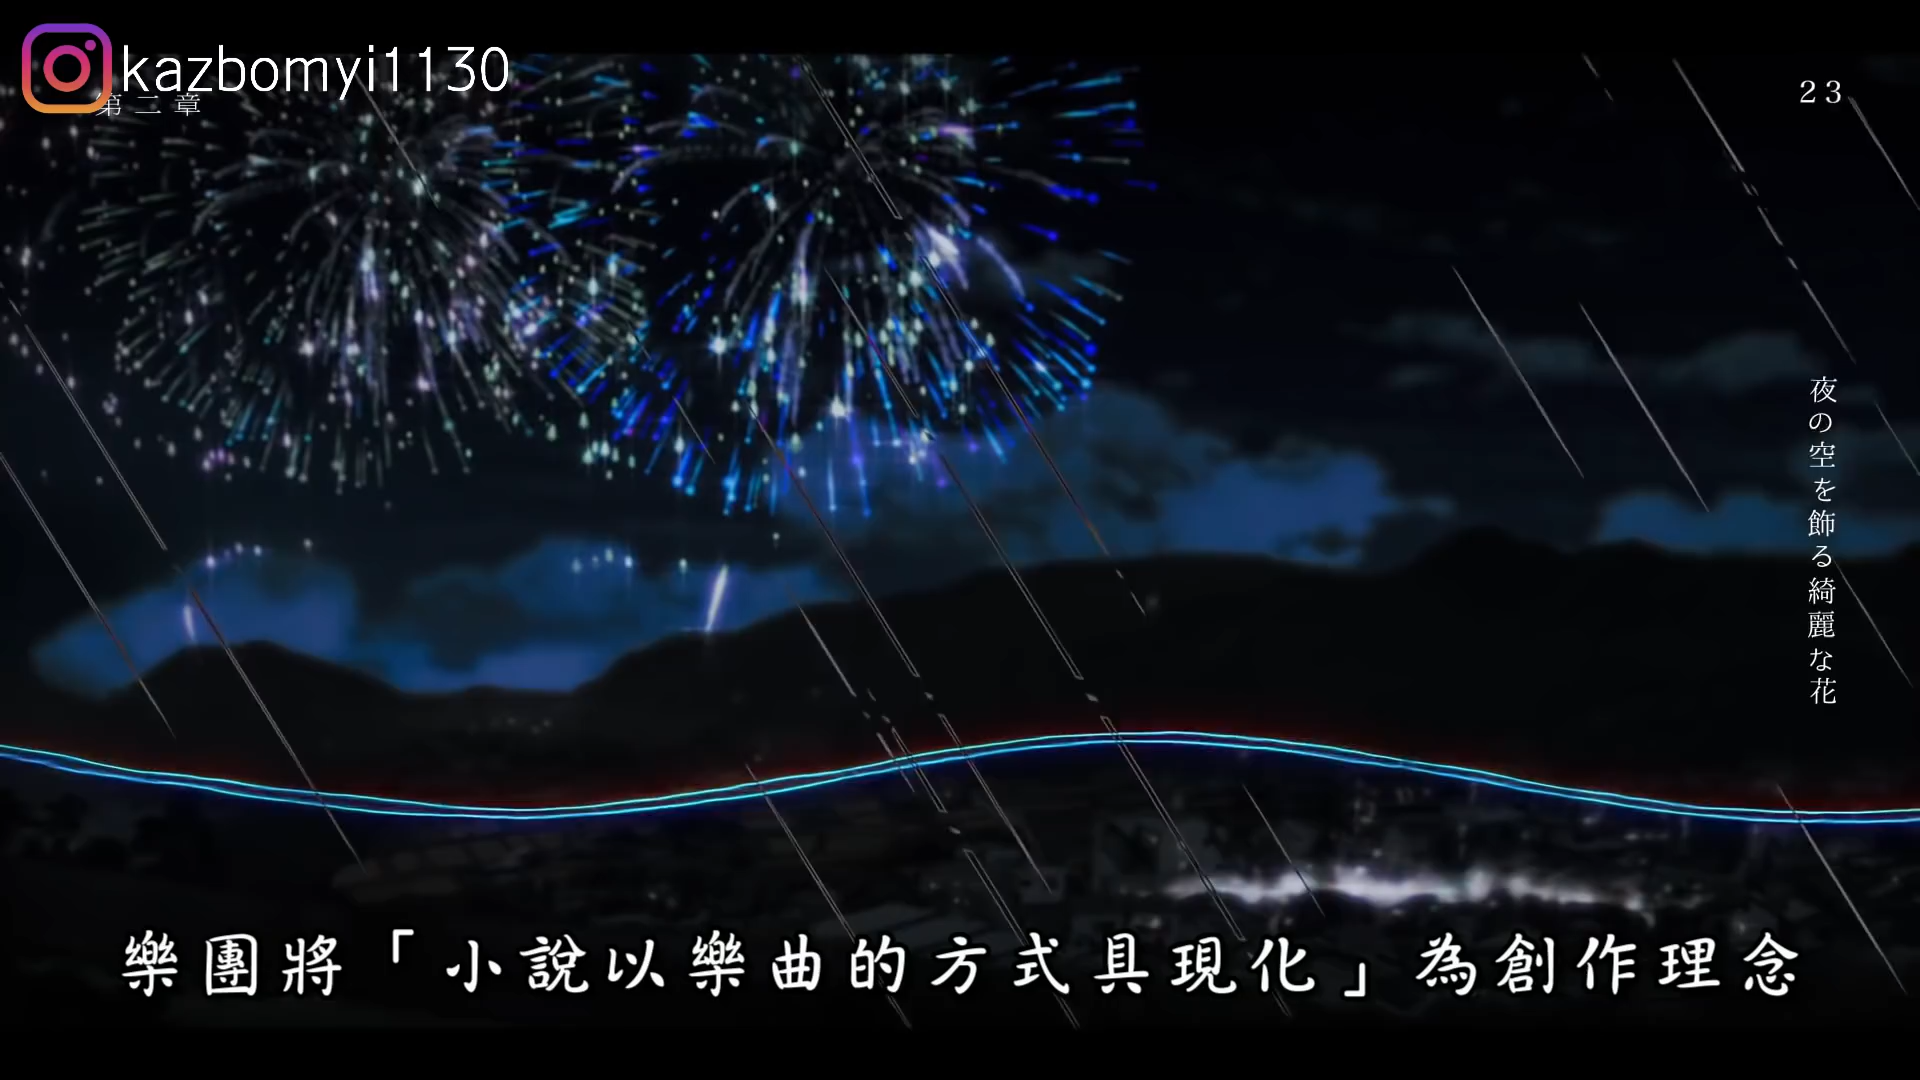 kazbomyi1130
第二章
23
夜の空を飾る綺麗な花
樂團將「小說以樂曲的方式具現化」為創作理念